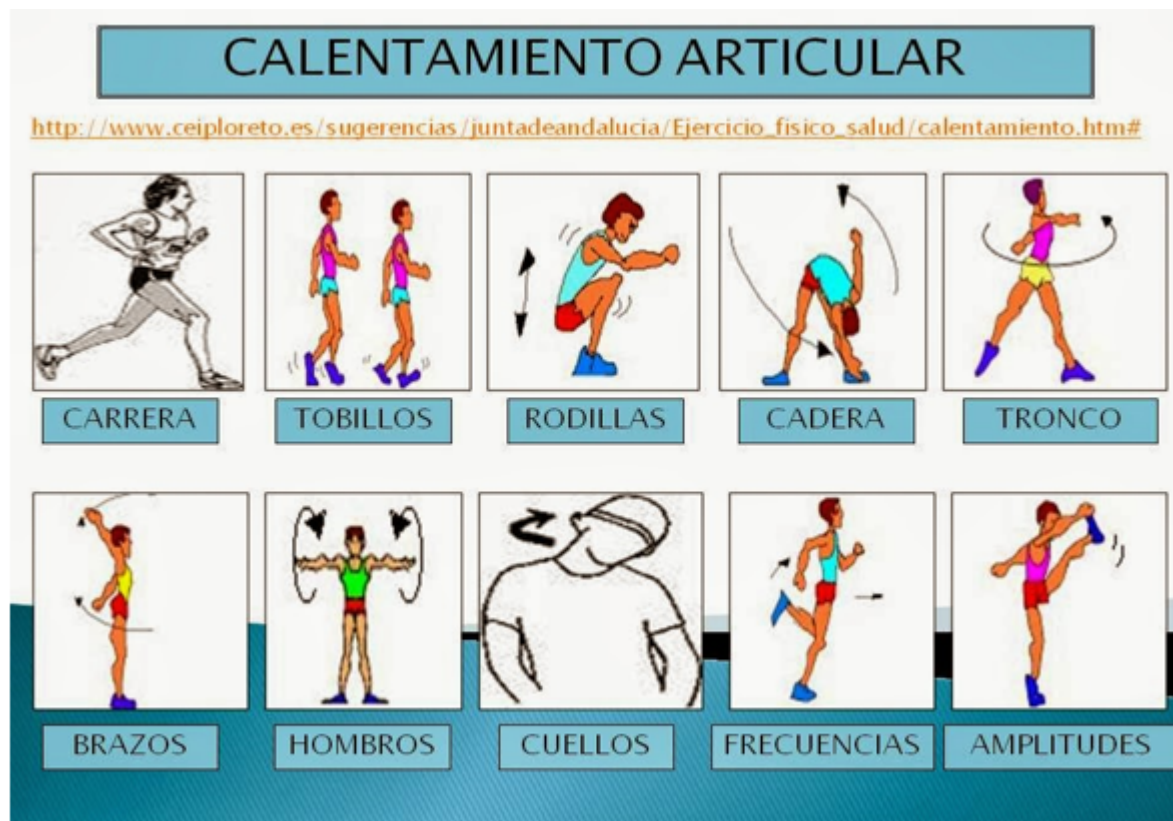 CALENTAMIENTO ARTICULAR
http://www.ceiploreto.es/sugerencias/juntadeandalucia/Ejercicio_fisico_salud/calentamiento.htm#
CARRERA
TOBILLOS
RODILLAS
CADERA
TRONCO
BRAZOS
HOMBROS
CUELLOS
FRECUENCIAS
AMPLITUDES